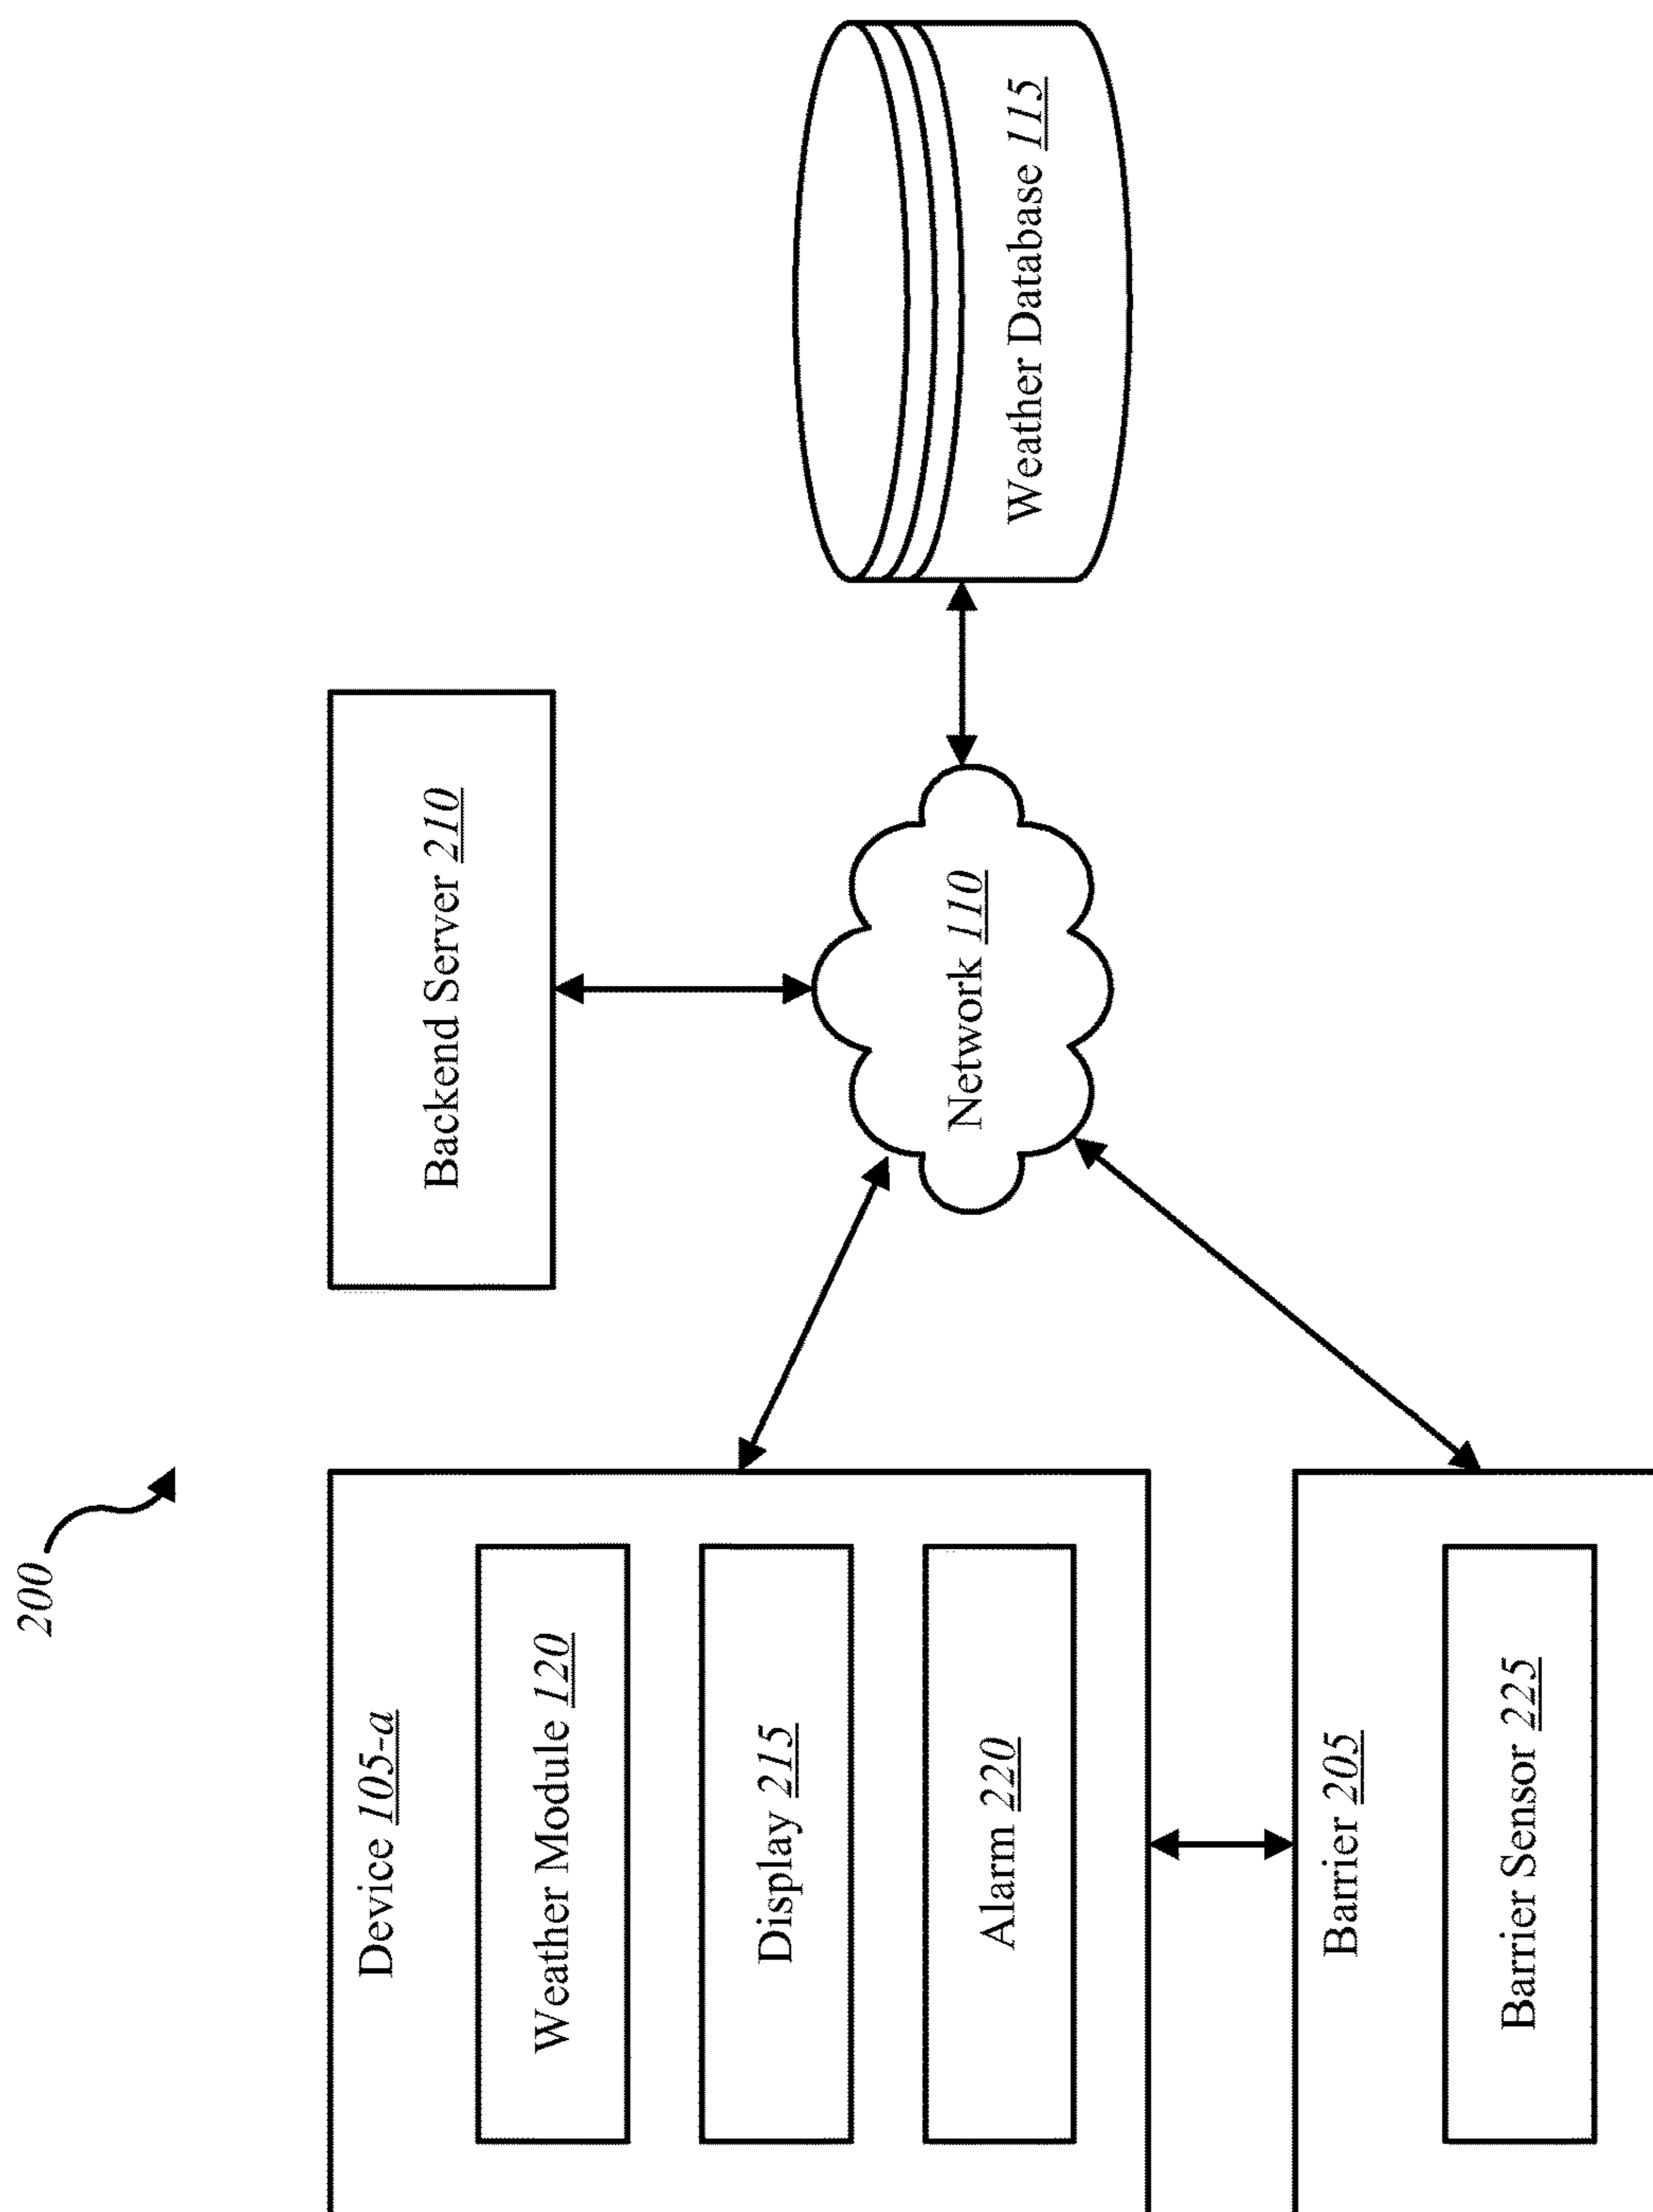 200
Device 105-a
Weather Module 120
Display 215
Alarm 220
Barrier 205
Barrier Sensor 225
Backend Server 210
Network 110
Weather Database 115